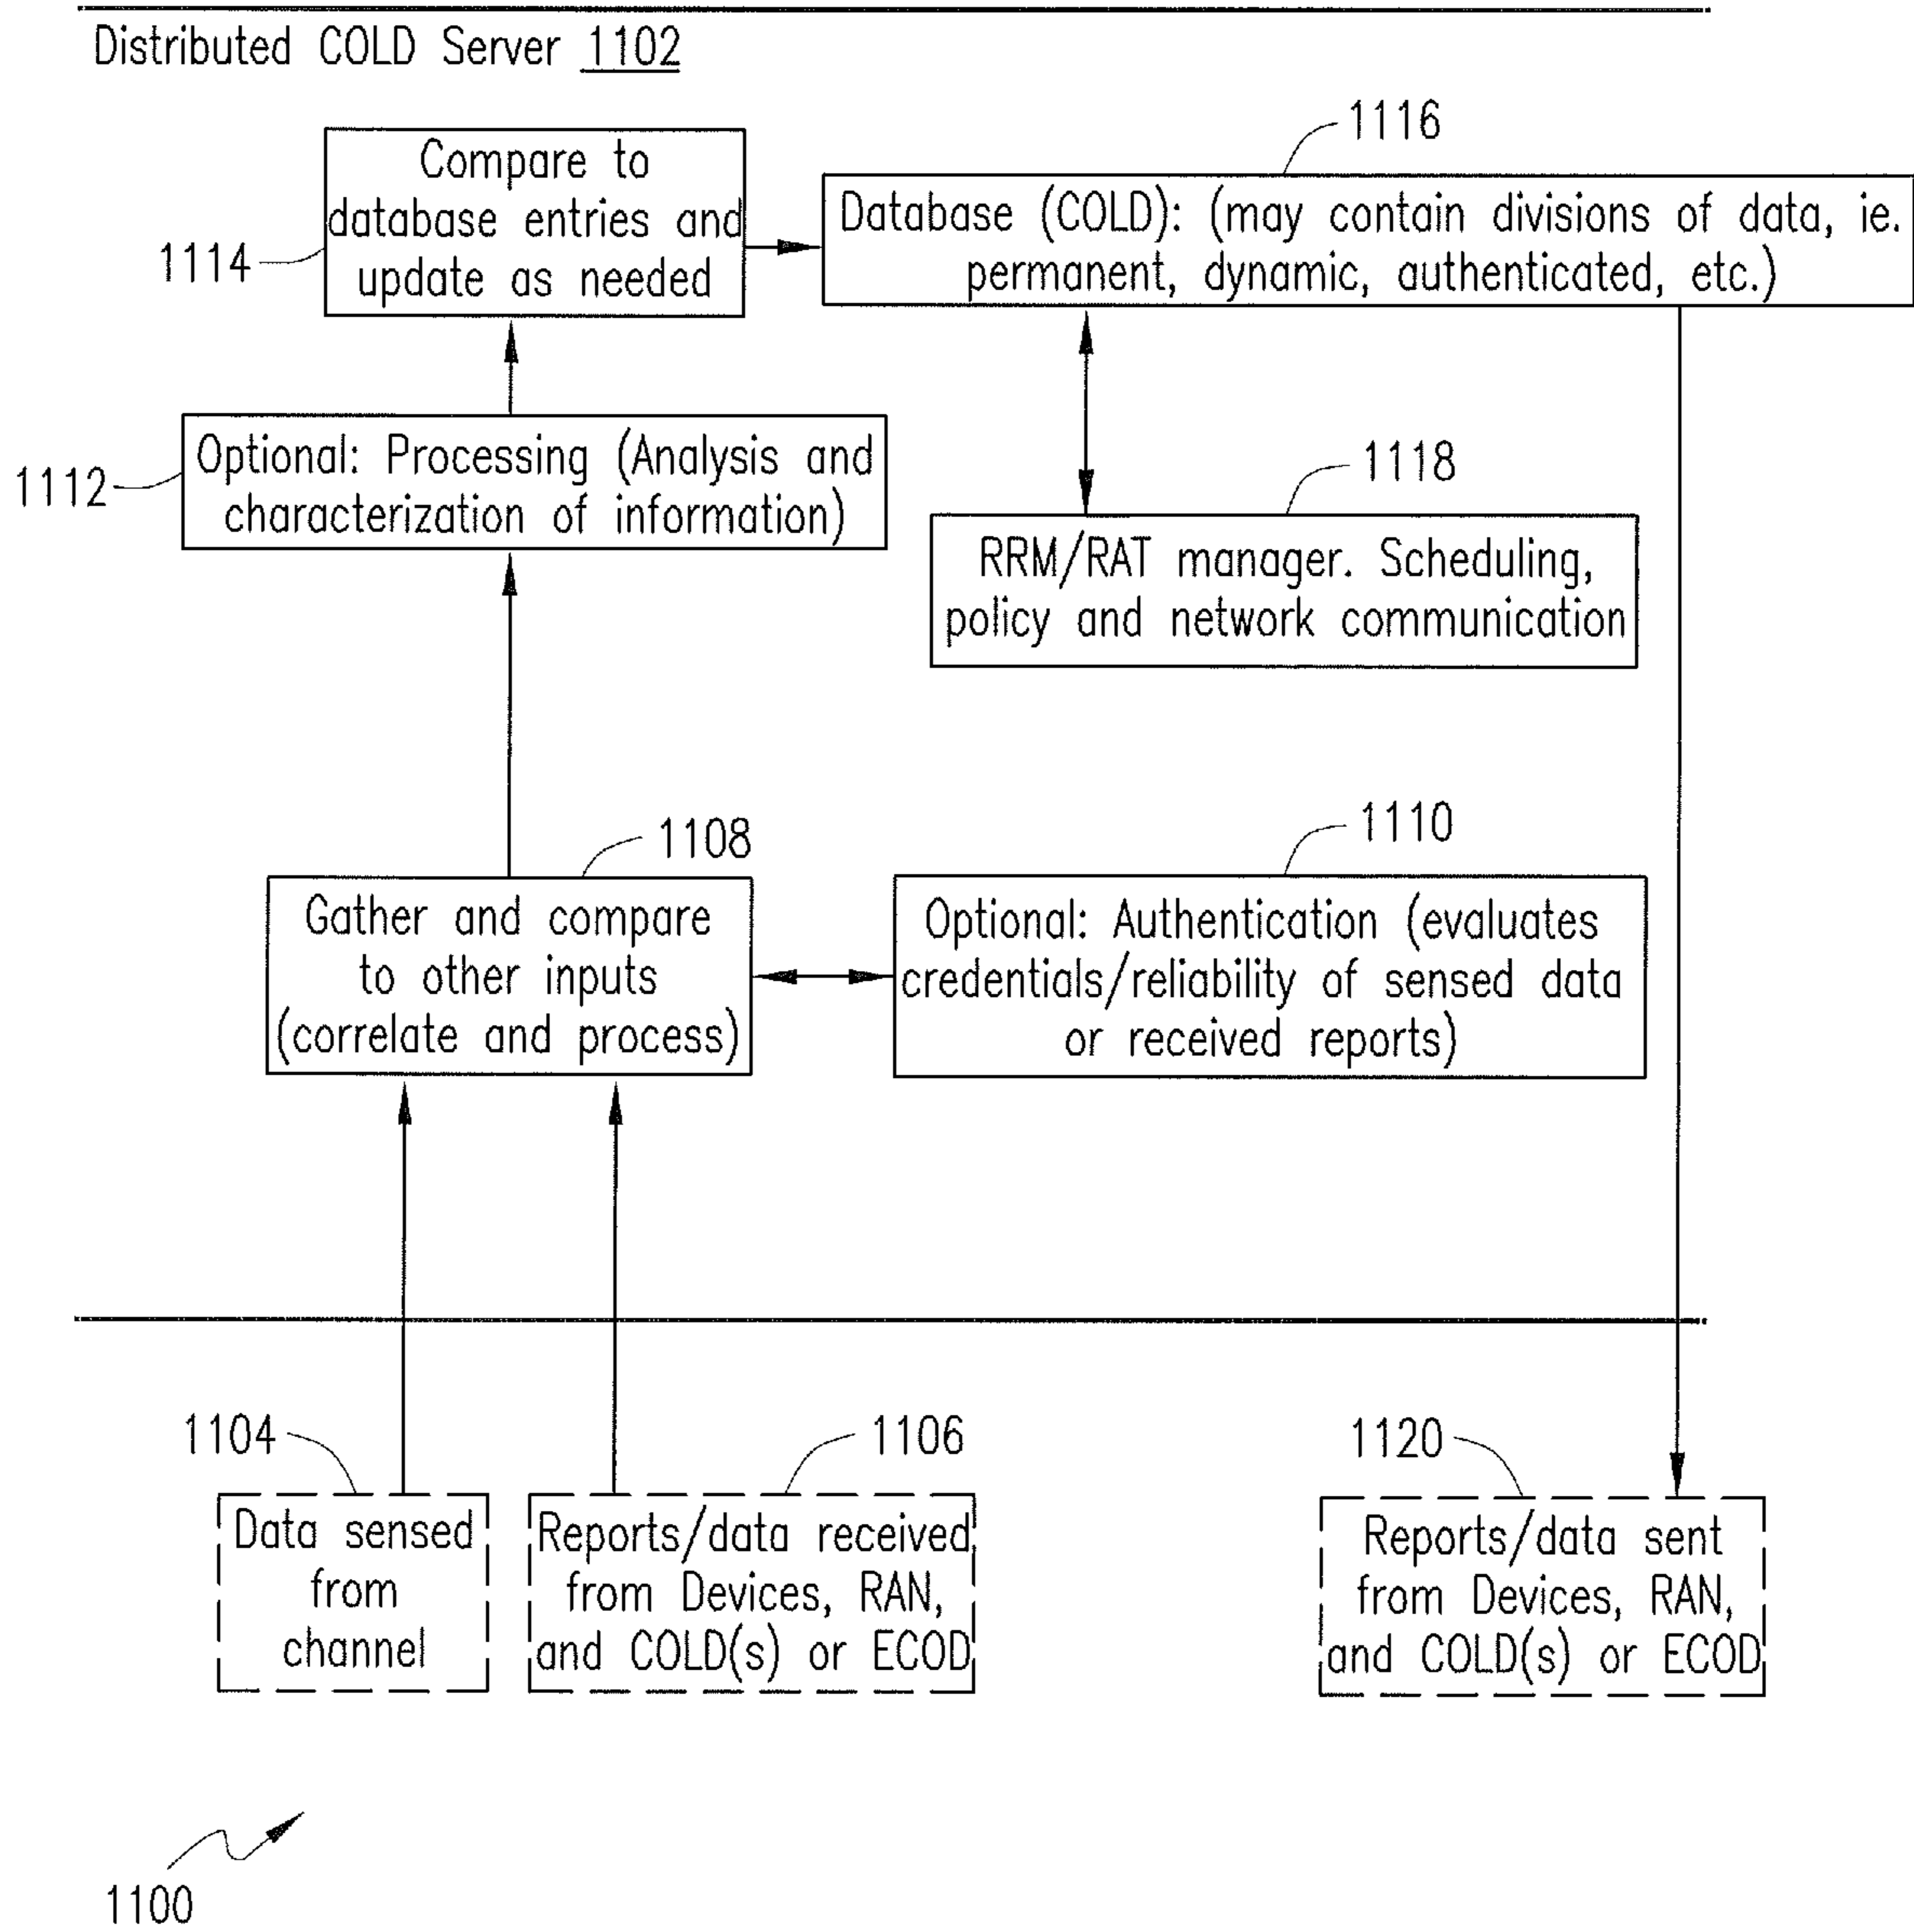 Distributed COLD Server 1102
1116
Compare to
database entries and
update as needed
1114
Database (COLD): (may contain divisions of data, ie.
permanent, dynamic, authenticated, etc.)
1112
Optional: Processing (Analysis and
characterization of information)
1118
RRM/RAT manager. Scheduling,
policy and network communication
1108
Gather and compare
to other inputs
(correlate and process)
1110
Optional: Authentication (evaluates
credentials/reliability of sensed data
or received reports)
1104
Data sensed
from
channel
1106
Reports/data received
from Devices, RAN,
and COLD(s) or ECOD
1120
Reports/data sent
from Devices, RAN,
and COLD(s) or ECOD
1100